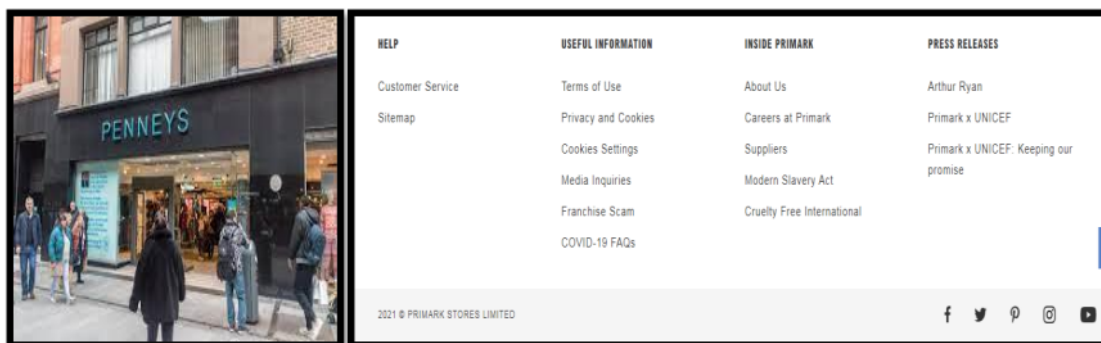 PENNEYS
HELP
Customer Service
Sitemap
USEFUL INFORMATION
Terms of Use
Privacy and Cookies
Cookies Settings
Media Inquiries
Franchise Scam
COVID-19 FAQs
INSIDE PRIMARK
About Us
Careers at Primark
Suppliers
Modern Slavery Act
Cruelty Free International
PRESS RELEASES
Arthur Ryan
Primark x UNICEF
Primark x UNICEF: Keeping our
promise
2021 © PRIMARK STORES LIMITED